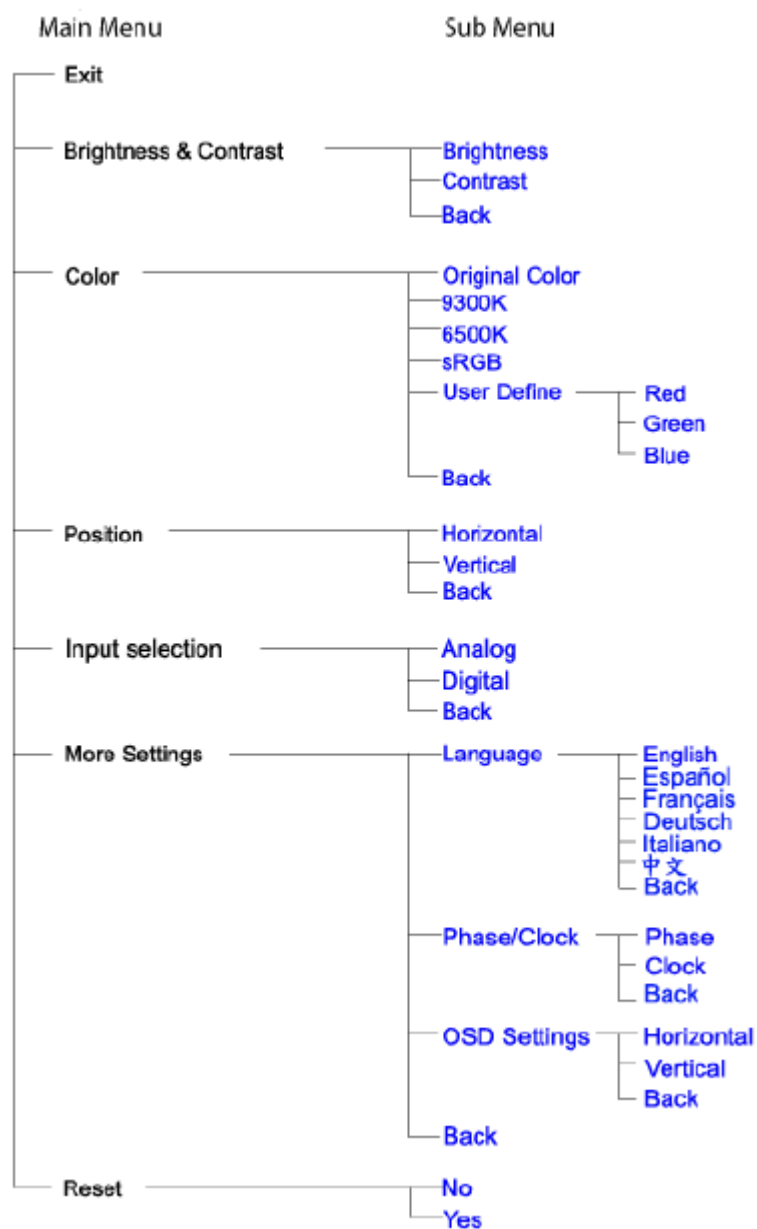 Main Menu Sub Menu
Exit
Brightness & Contrast Brightness
Contrast
Back
Color Original Color
9300K
6500K
sRGB
User Define Red
Green
Blue
Back
Position Horizontal
Vertical
Back
Input selection Analog
Digital
Back
More Settings Language English
Español
Français
Deutsch
Italiano
中文
Back
Phase/Clock Phase
Clock
Back
OSD Settings Horizontal
Vertical
Back
Back
Reset No
Yes